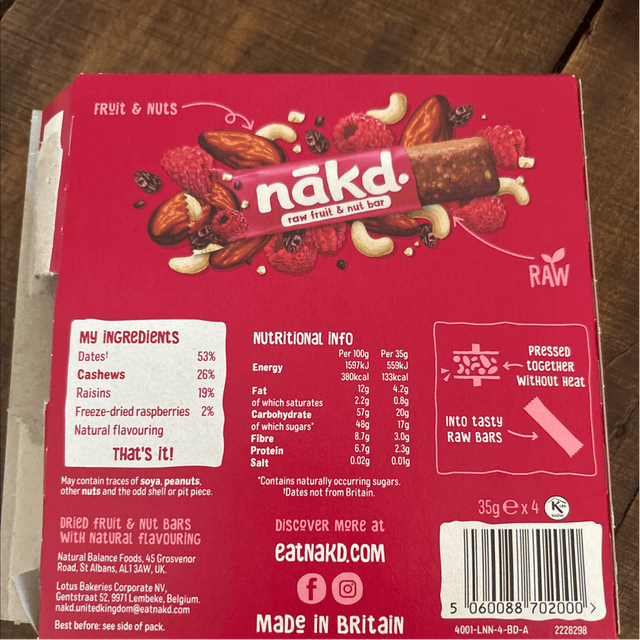 FRUIT & NUTS
nākd.
raw fruit & nut bar
RAW
MY INGREDIENTS
Dates† 53%
Cashews 26%
Raisins 19%
Freeze-dried raspberries 2%
Natural flavouring
THAT'S IT!
May contain traces of soya, peanuts,
other nuts and the odd shell or pit piece.
DRIED FRUIT & NUT BARS
WITH NATURAL FLAVOURING
Natural Balance Foods, 45 Grosvenor
Road, St Albans, AL1 3AW, UK.
Lotus Bakeries Corporate NV,
Gentstraat 52, 9971 Lembeke, Belgium.
nakd.unitedkingdom@eatnakd.com
Best before: see side of pack.
NUTRITIONAL INFO
Per 100g Per 35g
Energy 1597kJ 559kJ
380kcal 133kcal
Fat 12g 4.2g
of which saturates 2.2g 0.8g
Carbohydrate 57g 20g
of which sugars* 48g 17g
Fibre 8.7g 3.0g
Protein 6.7g 2.3g
Salt 0.02g 0.01g
*Contains naturally occurring sugars.
†Dates not from Britain.
DISCOVER MORE AT
eatNAKD.COM
f
MADE IN BRITAIN
PRESSED
TOGETHER
WITHOUT HEAT
INTO TASTY
RAW BARS
35g e x 4
K
5 060088 702000 >
4001-LNN-4-BD-A 2228298